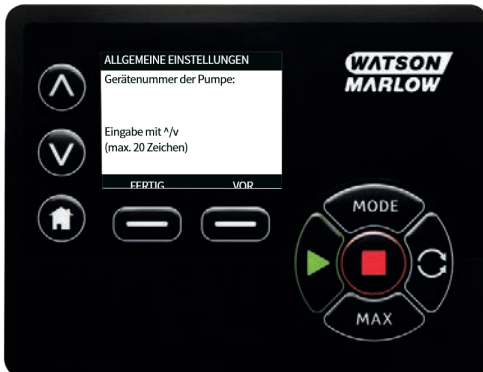 ALLGEMEINE EINSTELLUNGEN
Gerätenummer der Pumpe:
Eingabe mit ^/v
(max. 20 Zeichen)
FERTIG VOR
WATSON
MARLOW
MODE
MAX